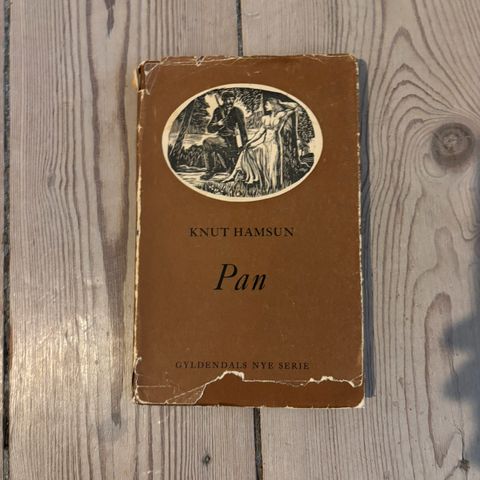 KNUT HAMSUN
Pan
GYLDENDALS NYE SERIE